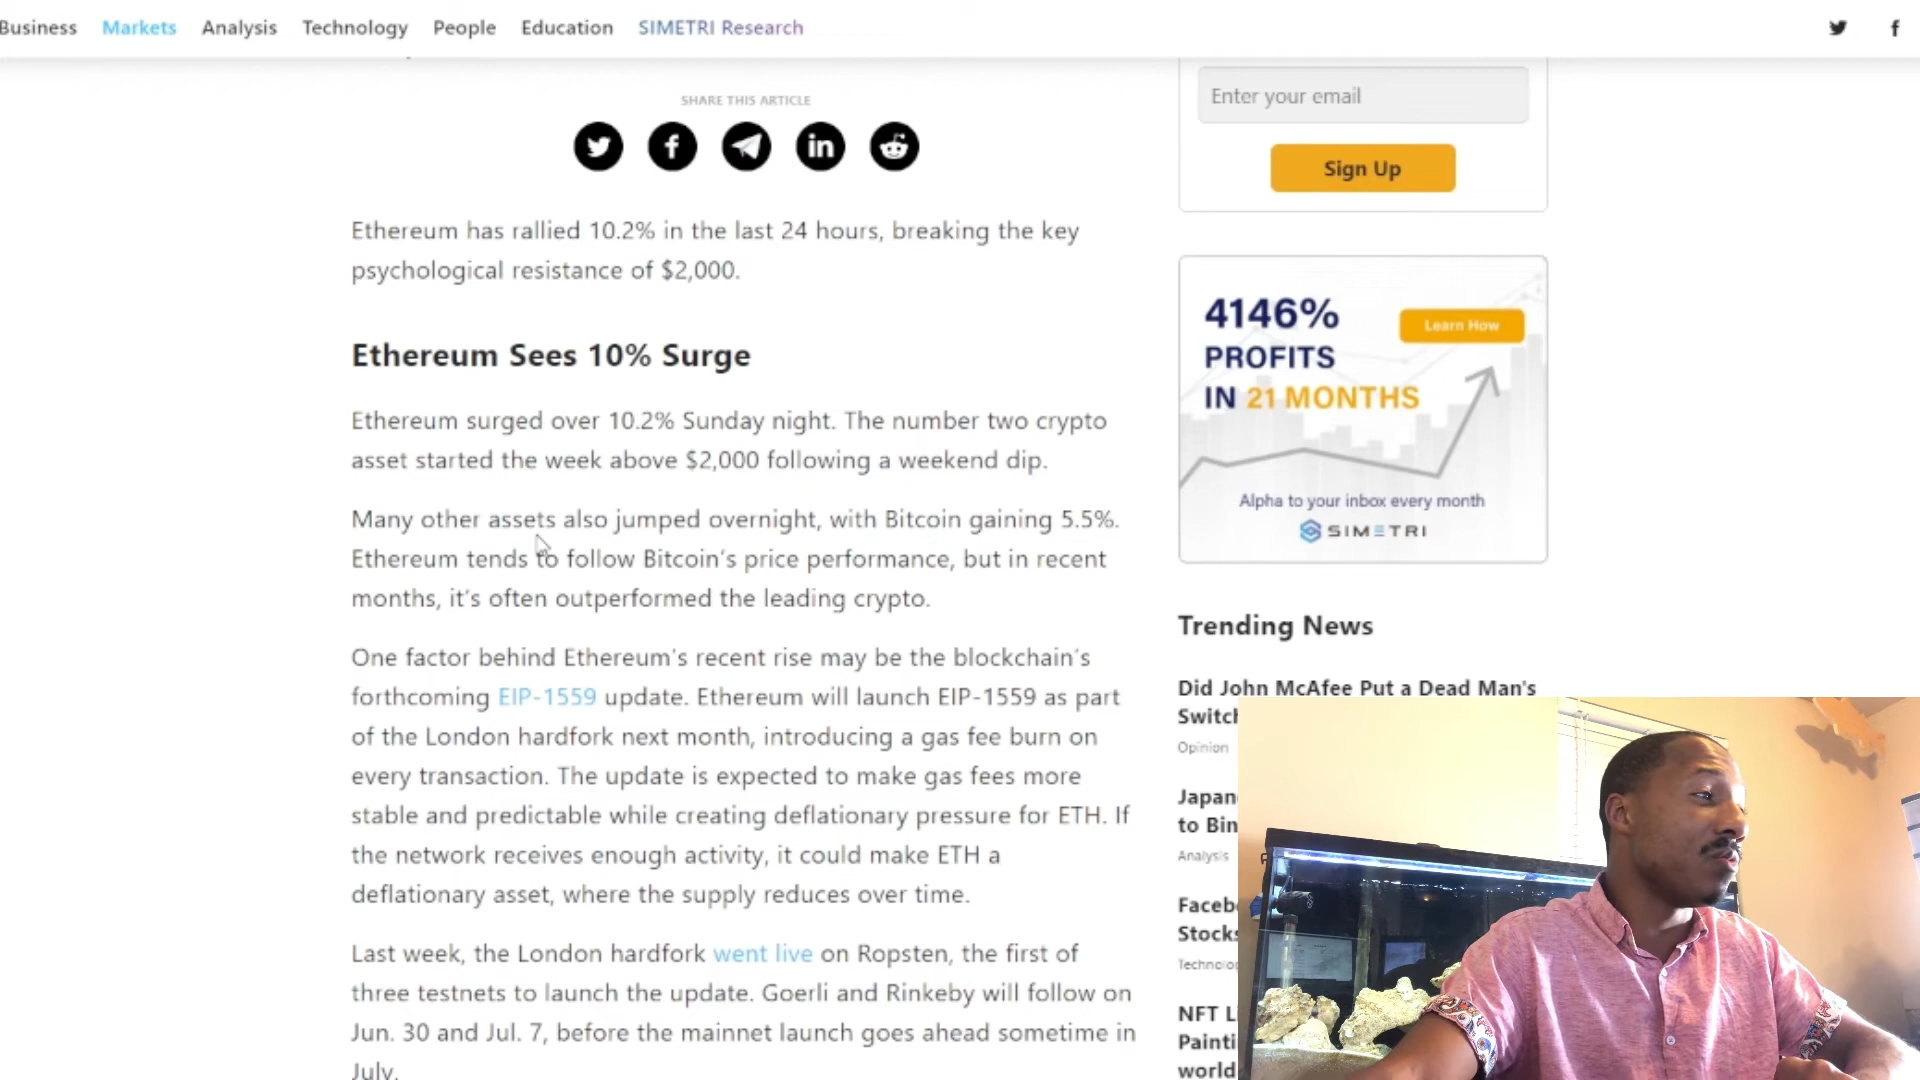 Business Markets Analysis Technology People Education SIMETRI Research
SHARE THIS ARTICLE
Ethereum has rallied 10.2% in the last 24 hours, breaking the key
psychological resistance of $2,000.
Ethereum Sees 10% Surge
Ethereum surged over 10.2% Sunday night. The number two crypto
asset started the week above $2,000 following a weekend dip.
Many other assets also jumped overnight, with Bitcoin gaining 5.5%.
Ethereum tends to follow Bitcoin's price performance, but in recent
months, it's often outperformed the leading crypto.
One factor behind Ethereum's recent rise may be the blockchain's
forthcoming EIP-1559 update. Ethereum will launch EIP-1559 as part
of the London hardfork next month, introducing a gas fee burn on
every transaction. The update is expected to make gas fees more
stable and predictable while creating deflationary pressure for ETH. If
the network receives enough activity, it could make ETH a
deflationary asset, where the supply reduces over time.
Last week, the London hardfork went live on Ropsten, the first of
three testnets to launch the update. Goerli and Rinkeby will follow on
Jun. 30 and Jul. 7, before the mainnet launch goes ahead sometime in
July.
Enter your email
Sign Up
4146%
Learn How
PROFITS
IN 21 MONTHS
Alpha to your inbox every month
SIMETRI
Trending News
Did John McAfee Put a Dead Man's
Switch
Opinion
Japan
to Bin
Analysis
Faceb
Stocks
Technolo
NFT L
Painti
world